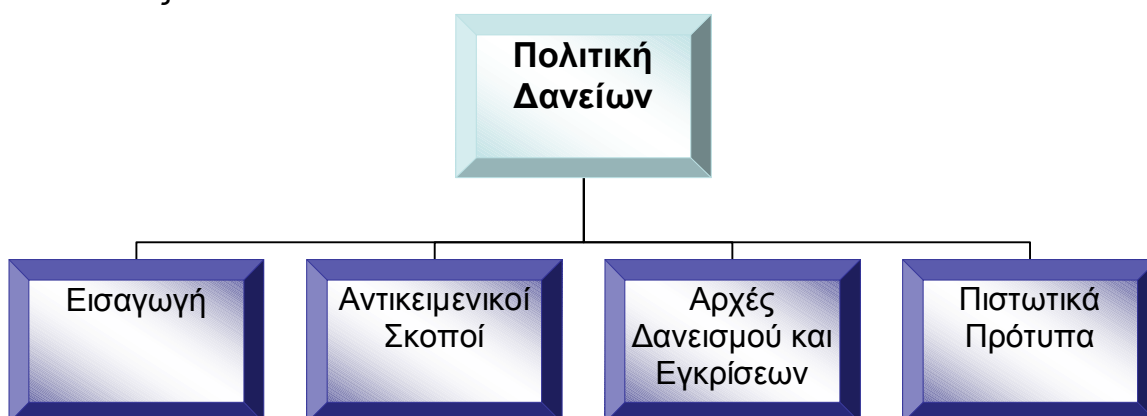 Πολιτική
Δανείων
Εισαγωγή
Αντικειμενικοί
Σκοποί
Αρχές
Δανεισμού και
Εγκρίσεων
Πιστωτικά
Πρότυπα